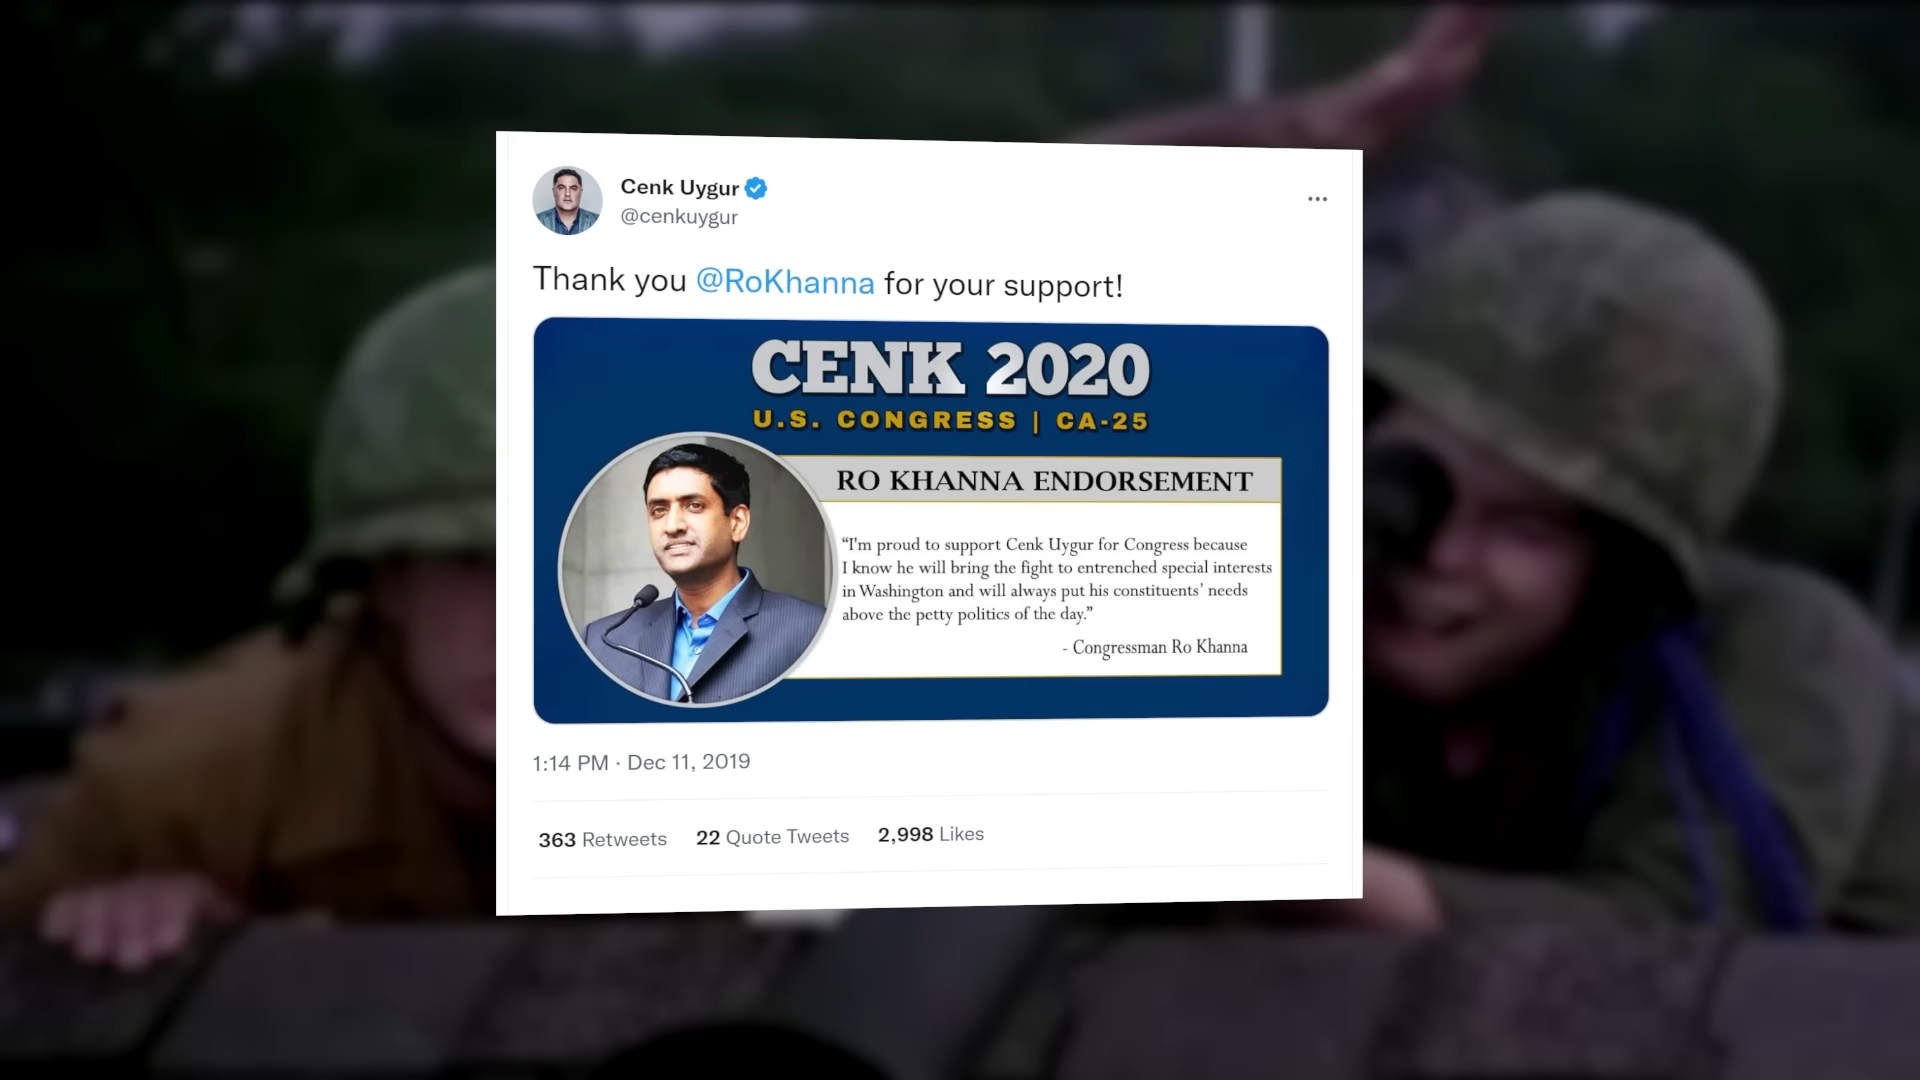 Cenk Uygur
@cenkuygur
Thank you @RoKhanna for your support!
CENK 2020
U.S. CONGRESS | CA-25
RO KHANNA ENDORSEMENT
“I'm proud to support Cenk Uygur for Congress because
I know he will bring the fight to entrenched special interests
in Washington and will always put his constituents’ needs
above the petty politics of the day.”
- Congressman Ro Khanna
1:14 PM · Dec 11, 2019
363 Retweets 22 Quote Tweets 2,998 Likes